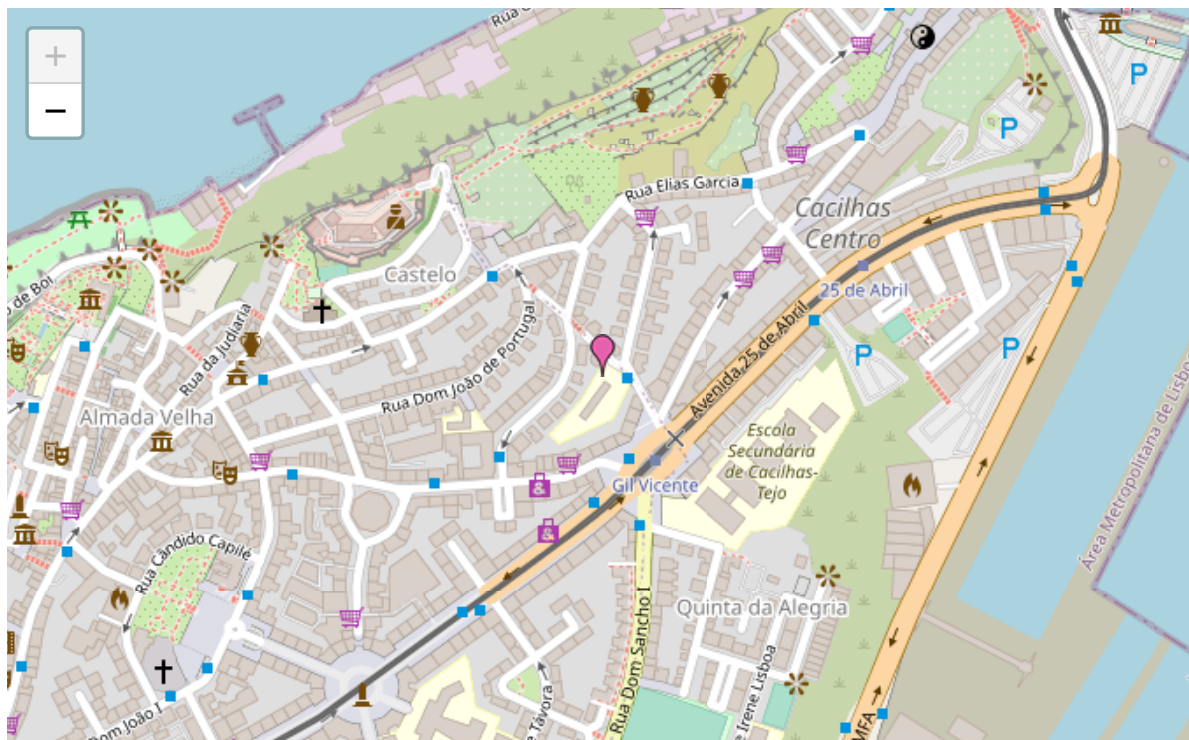 +
−
Rua Elias Garcia
Cacilhas
Centro
Castelo
25 de Abril
Rua da Judiaria
Rua Dom João de Portugal
Avenida 25 de Abril
Almada Velha
Escola
Secundária
de Cacilhas-
Tejo
Gil Vicente
Área Metropolitana de Lisbo
Rua Cândido Capilé
Quinta da Alegria
Rua Dom Sancho I
Dom João I
e Távora
e Irene Lisboa
MFA
P
P
P
P
o de Boi
&
&